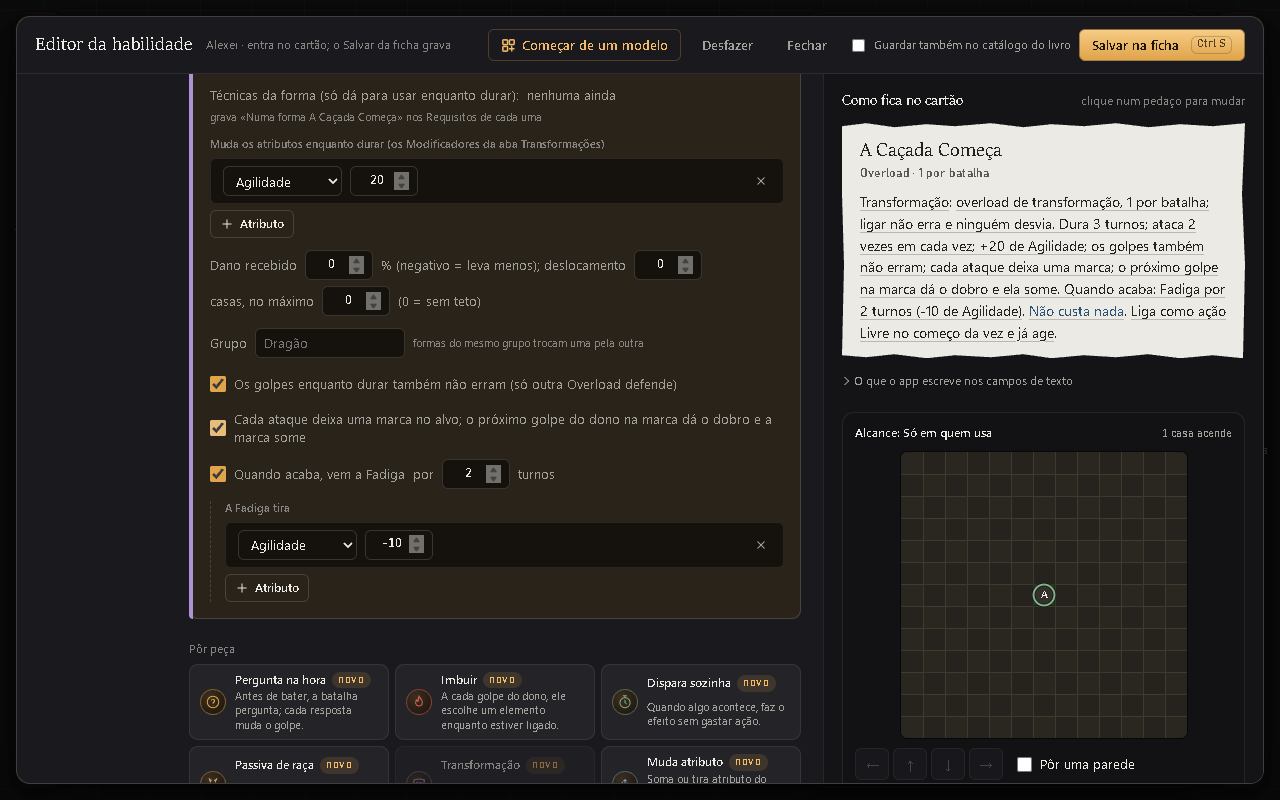 Editor da habilidade
Alexei · entra no cartão; o Salvar da ficha grava
Começar de um modelo
Desfazer
Fechar
Guardar também no catálogo do livro
Salvar na ficha Ctrl S
Técnicas da forma (só dá para usar enquanto durar): nenhuma ainda
grava «Numa forma A Caçada Começa» nos Requisitos de cada uma
Muda os atributos enquanto durar (os Modificadores da aba Transformações)
Agilidade 20 ×
+ Atributo
Dano recebido 0 % (negativo = leva menos); deslocamento 0
casas, no máximo 0 (0 = sem teto)
Grupo Dragão formas do mesmo grupo trocam uma pela outra
Os golpes enquanto durar também não erram (só outra Overload defende)
Cada ataque deixa uma marca no alvo; o próximo golpe do dono na marca dá o dobro e a
marca some
Quando acaba, vem a Fadiga por 2 turnos
A Fadiga tira
Agilidade -10 ×
+ Atributo
Pôr peça
Pergunta na hora NOVO
Antes de bater, a batalha
pergunta; cada resposta
muda o golpe.
Imbuir NOVO
A cada golpe do dono, ele
escolhe um elemento
enquanto estiver ligado.
Dispara sozinha NOVO
Quando algo acontece, faz o
efeito sem gastar ação.
Passiva de raça NOVO
Transformação NOVO
Muda atributo NOVO
Soma ou tira atributo do
Como fica no cartão
clique num pedaço para mudar
A Caçada Começa
Overload · 1 por batalha
Transformação: overload de transformação, 1 por batalha;
ligar não erra e ninguém desvia. Dura 3 turnos; ataca 2
vezes em cada vez; +20 de Agilidade; os golpes também
não erram; cada ataque deixa uma marca; o próximo golpe
na marca dá o dobro e ela some. Quando acaba: Fadiga por
2 turnos (-10 de Agilidade). Não custa nada. Liga como ação
Livre no começo da vez e já age.
> O que o app escreve nos campos de texto
Alcance: Só em quem usa
1 casa acende
A
← ↑ ↓ →
Pôr uma parede